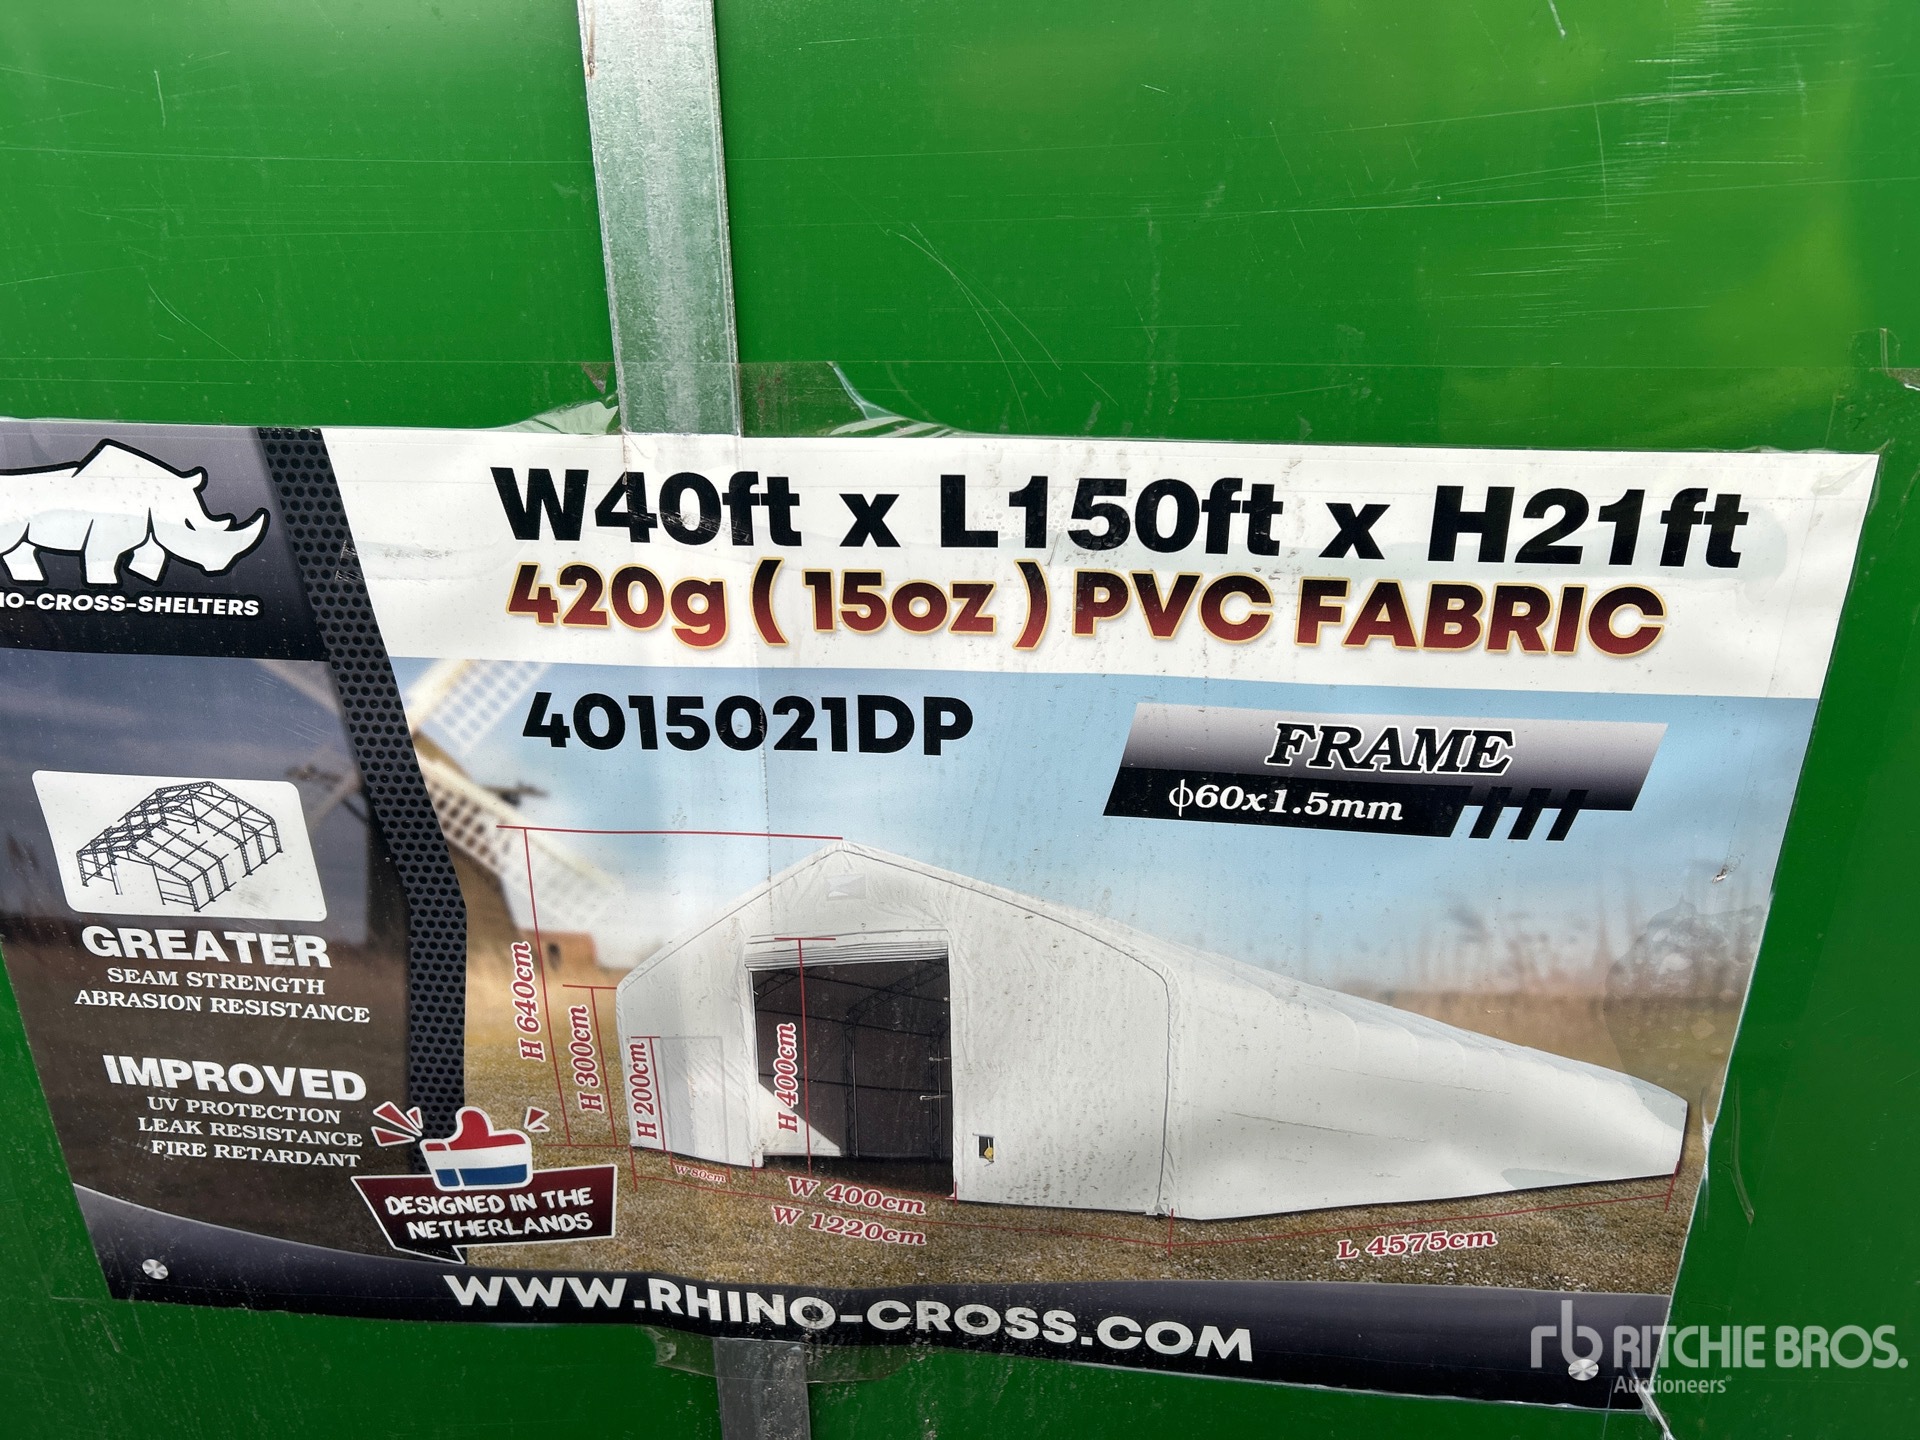 W40ft x L150ft x H21ft
420g ( 15oz ) PVC FABRIC
-CROSS-SHELTERS
4015021DP
FRAME
ϕ60x1.5mm
GREATER
SEAM STRENGTH
ABRASION RESISTANCE
IMPROVED
UV PROTECTION
LEAK RESISTANCE
FIRE RETARDANT
DESIGNED IN THE
NETHERLANDS
H 640cm
H 300cm
H 200cm
H 400cm
W 80cm
W 400cm
W 1220cm
L 4575cm
WWW.RHINO-CROSS.COM
rb RITCHIE BROS.
Auctioneers®